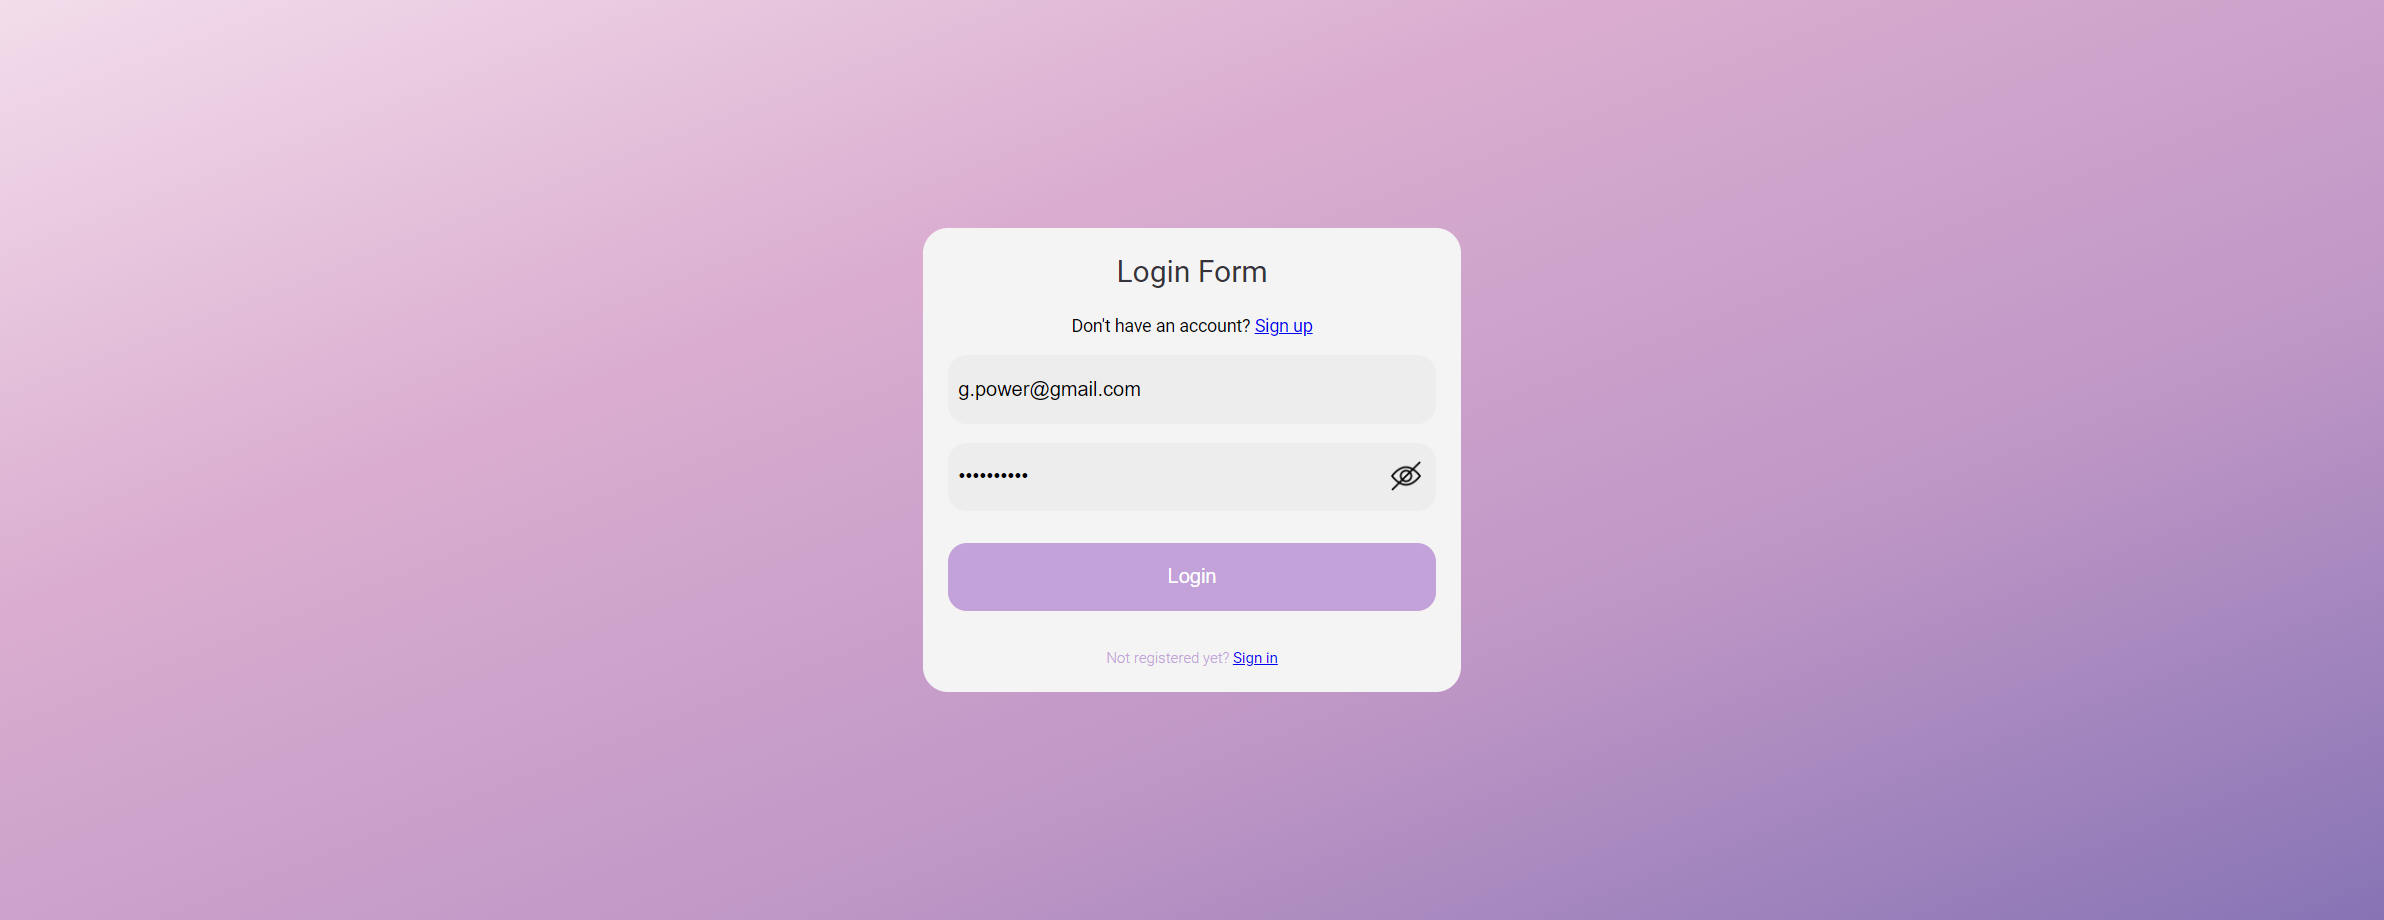 Login Form
Don't have an account? Sign up
g.power@gmail.com
••••••••••
Login
Not registered yet? Sign in